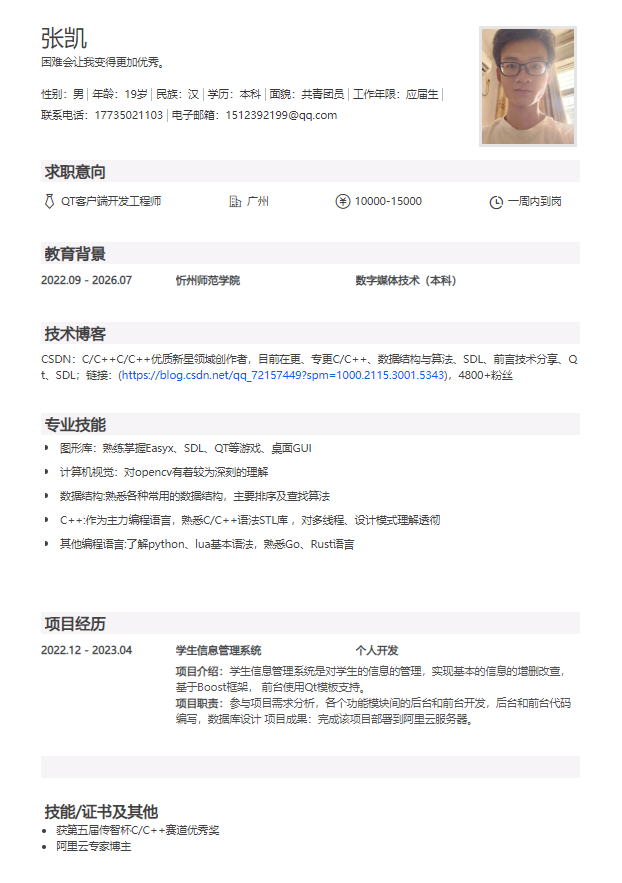 张凯
困难会让我变得更加优秀。
性别：男 | 年龄：19岁 | 民族：汉 | 学历：本科 | 面貌：共青团员 | 工作年限：应届生 |
联系电话：17735021103 | 电子邮箱：1512392199@qq.com
求职意向
QT客户端开发工程师 广州 10000-15000 一周内到岗
教育背景
2022.09 - 2026.07 忻州师范学院 数字媒体技术（本科）
技术博客
CSDN：C/C++C/C++优质新星领域创作者，目前在更、专更C/C++、数据结构与算法、SDL、前言技术分享、Q
t、SDL；链接：(https://blog.csdn.net/qq_72157449?spm=1000.2115.3001.5343)，4800+粉丝
专业技能
图形库：熟练掌握Easyx、SDL、QT等游戏、桌面GUI
计算机视觉：对opencv有着较为深刻的理解
数据结构:熟悉各种常用的数据结构，主要排序及查找算法
C++:作为主力编程语言，熟悉C/C++语法STL库 ，对多线程、设计模式理解透彻
其他编程语言:了解python、lua基本语法，熟悉Go、Rust语言
项目经历
2022.12 - 2023.04 学生信息管理系统 个人开发
项目介绍：学生信息管理系统是对学生的信息的管理，实现基本的信息的增删改查，
基于Boost框架， 前台使用Qt模板支持。
项目职责：参与项目需求分析，各个功能模块间的后台和前台开发，后台和前台代码
编写，数据库设计 项目成果：完成该项目部署到阿里云服务器。
技能/证书及其他
获第五届传智杯C/C++赛道优秀奖
阿里云专家博主